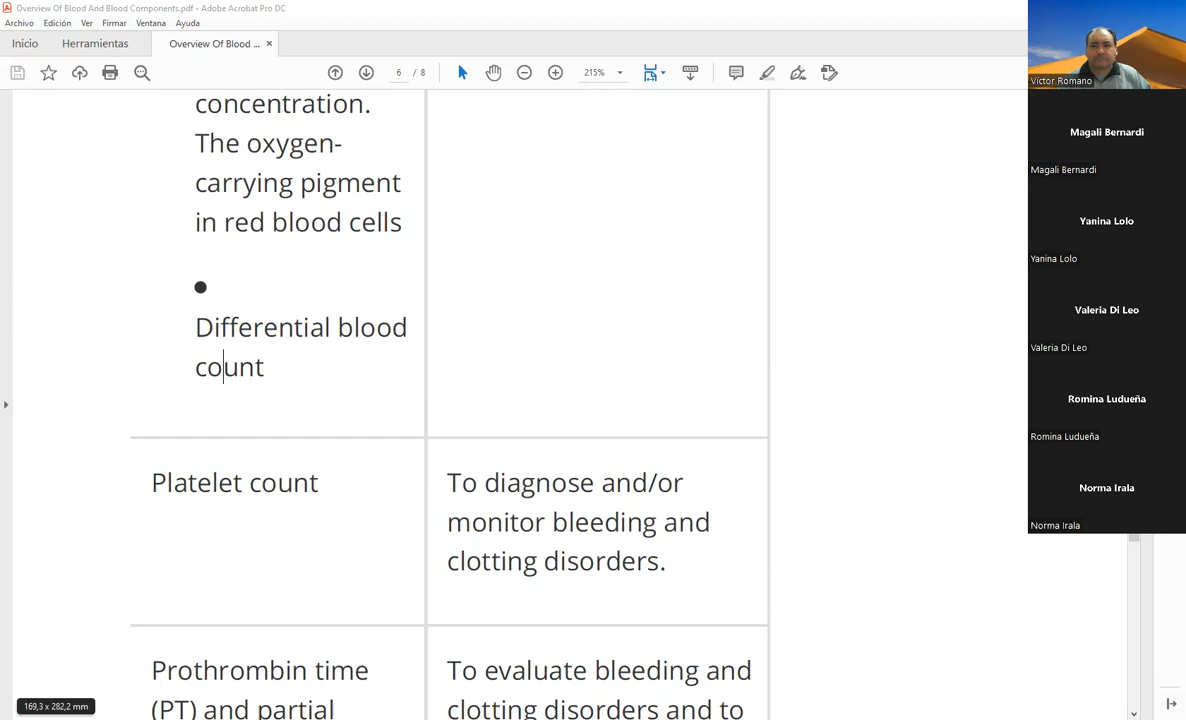 Overview Of Blood And Blood Components.pdf - Adobe Acrobat Pro DC
Archivo Edición Ver Firmar Ventana Ayuda
Inicio Herramientas Overview Of Blood ... ×
6 / 8 215%
concentration.
The oxygen-
carrying pigment
in red blood cells
Differential blood
count
Platelet count
To diagnose and/or
monitor bleeding and
clotting disorders.
Prothrombin time
(PT) and partial
To evaluate bleeding and
clotting disorders and to
169,3 x 282,2 mm
Víctor Romano
Magali Bernardi
Magali Bernardi
Yanina Lolo
Yanina Lolo
Valeria Di Leo
Valeria Di Leo
Romina Ludueña
Romina Ludueña
Norma Irala
Norma Irala